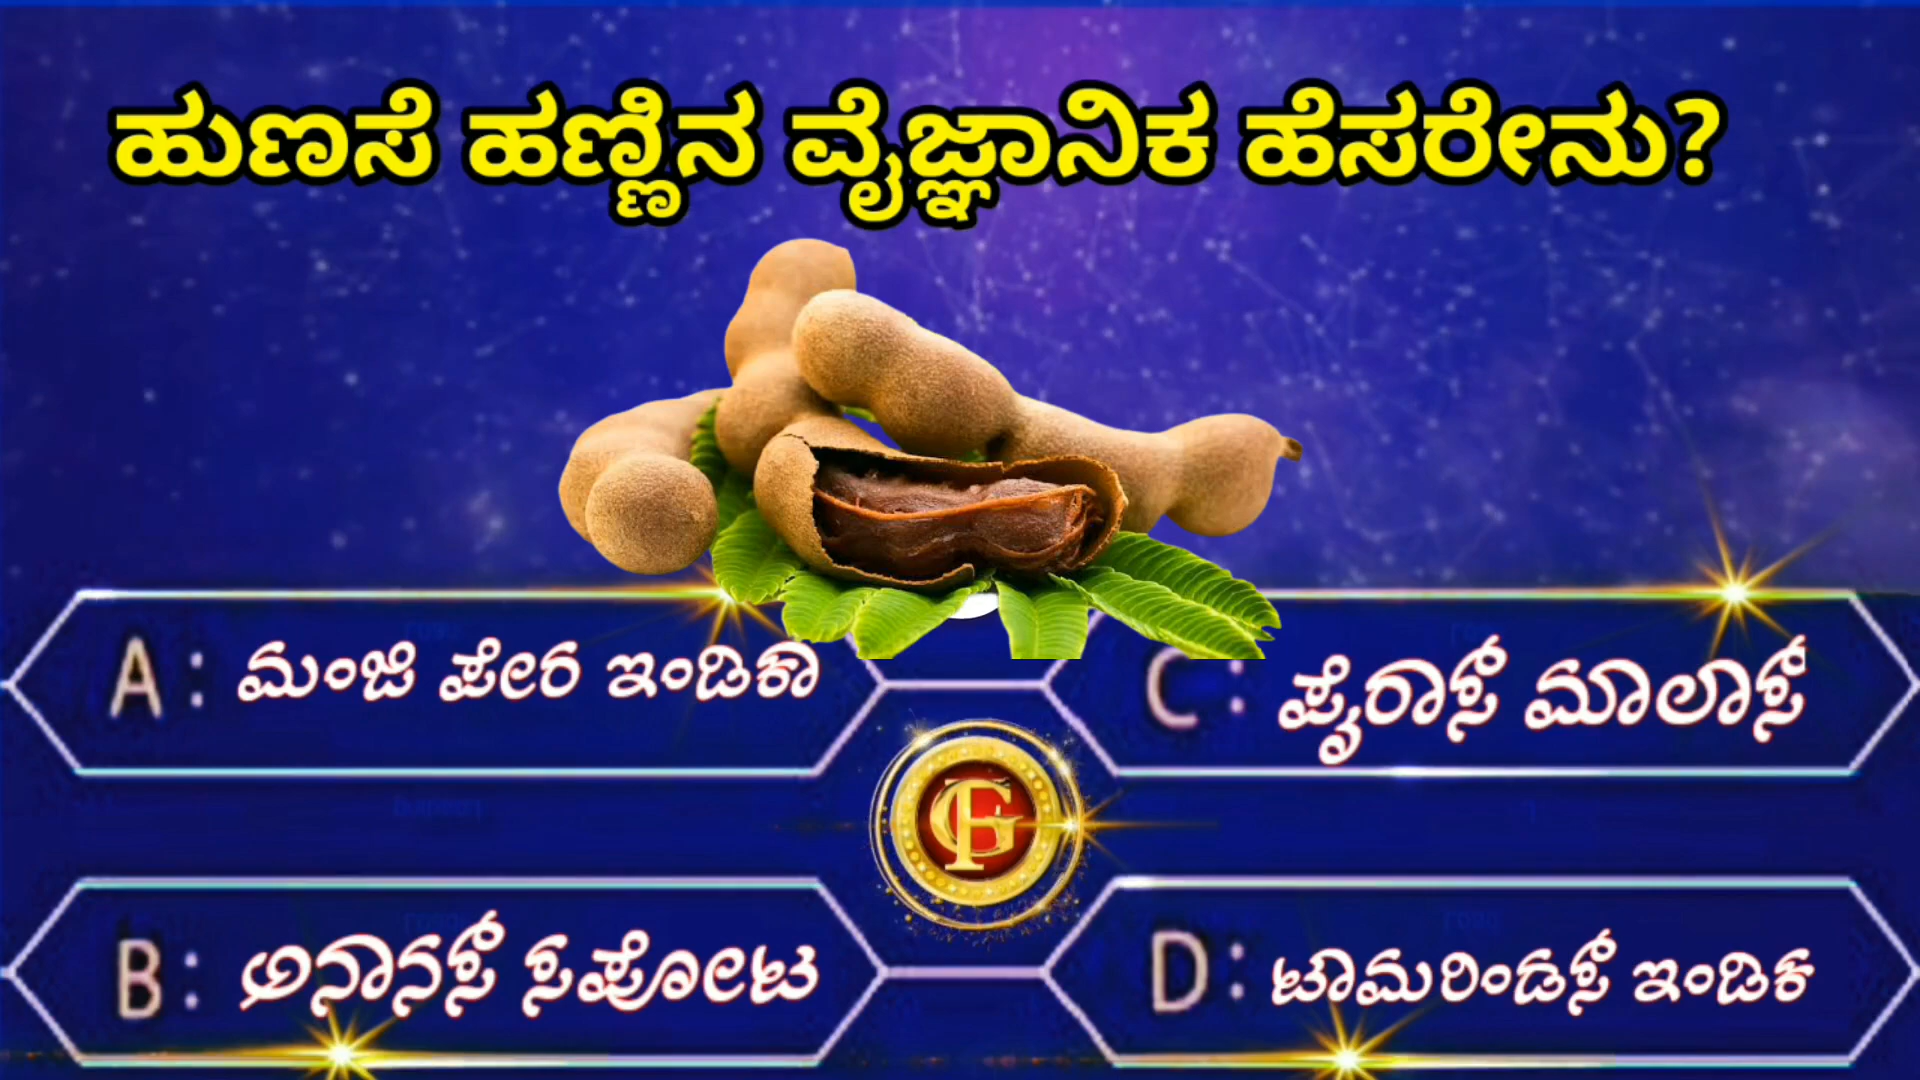 ಹುಣಸೆ ಹಣ್ಣಿನ ವೈಜ್ಞಾನಿಕ ಹೆಸರೇನು?
A: ಮಂಜಿ ಪೇರ ಇಂಡಿಕಾ
C: ಪೈರಾಸ್ ಮಾಲಾಸ್
B: ಅನಾನಸ್ ಸಪೋಟ
D: ಟಾಮರಿಂಡಸ್ ಇಂಡಿಕ